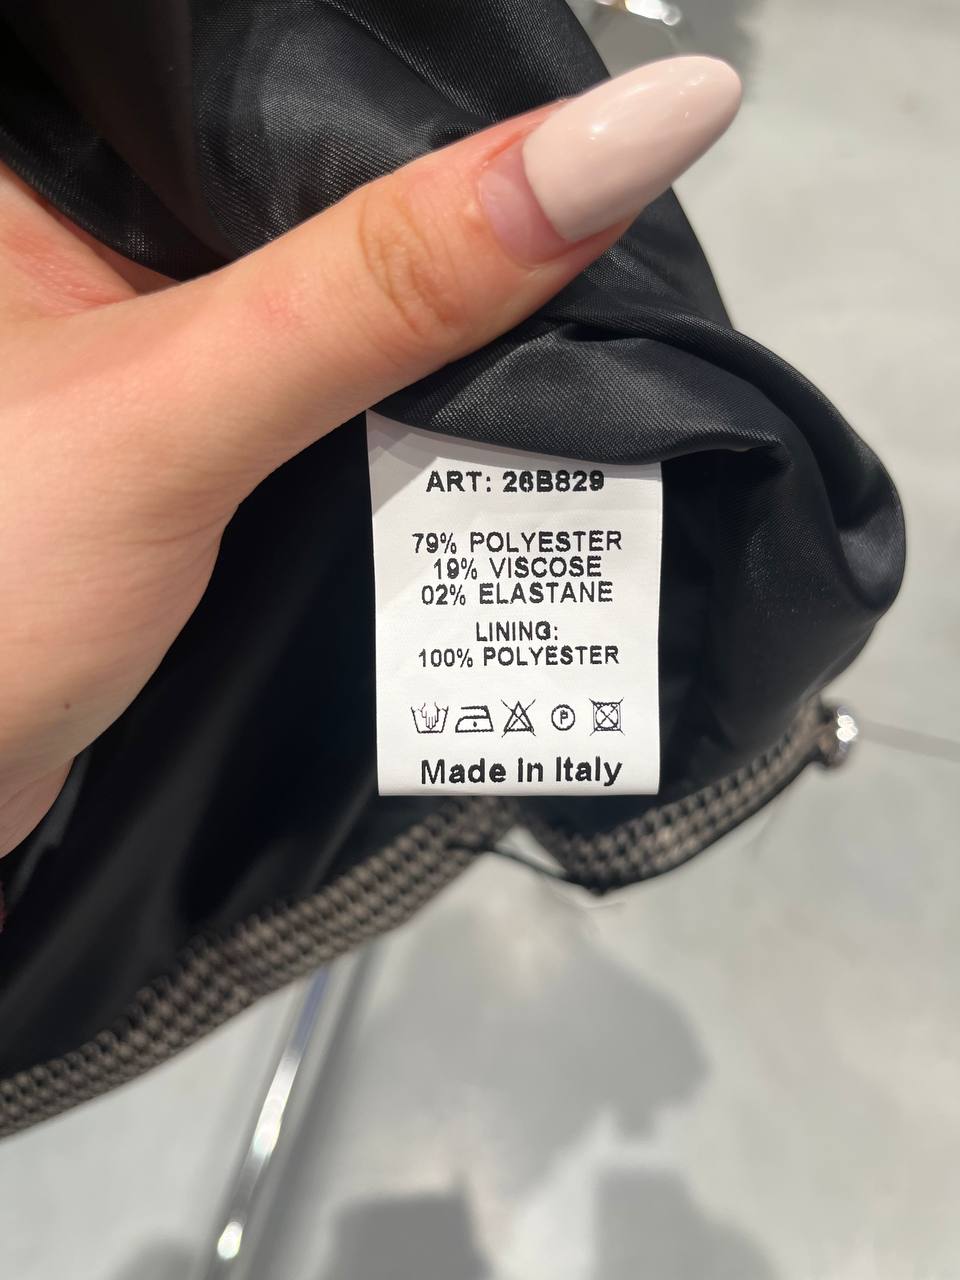 ART: 26B829
79% POLYESTER
19% VISCOSE
02% ELASTANE
LINING:
100% POLYESTER
P
Made In Italy